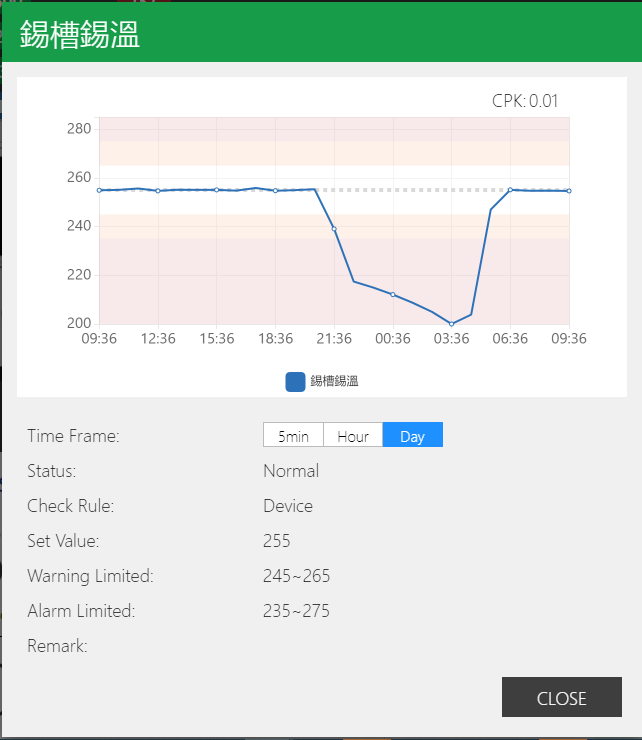 錫槽錫溫
CPK: 0.01
280
260
240
220
200
09:36 12:36 15:36 18:36 21:36 00:36 03:36 06:36 09:36
錫槽錫溫
Time Frame: 5min Hour Day
Status: Normal
Check Rule: Device
Set Value: 255
Warning Limited: 245~265
Alarm Limited: 235~275
Remark:
CLOSE